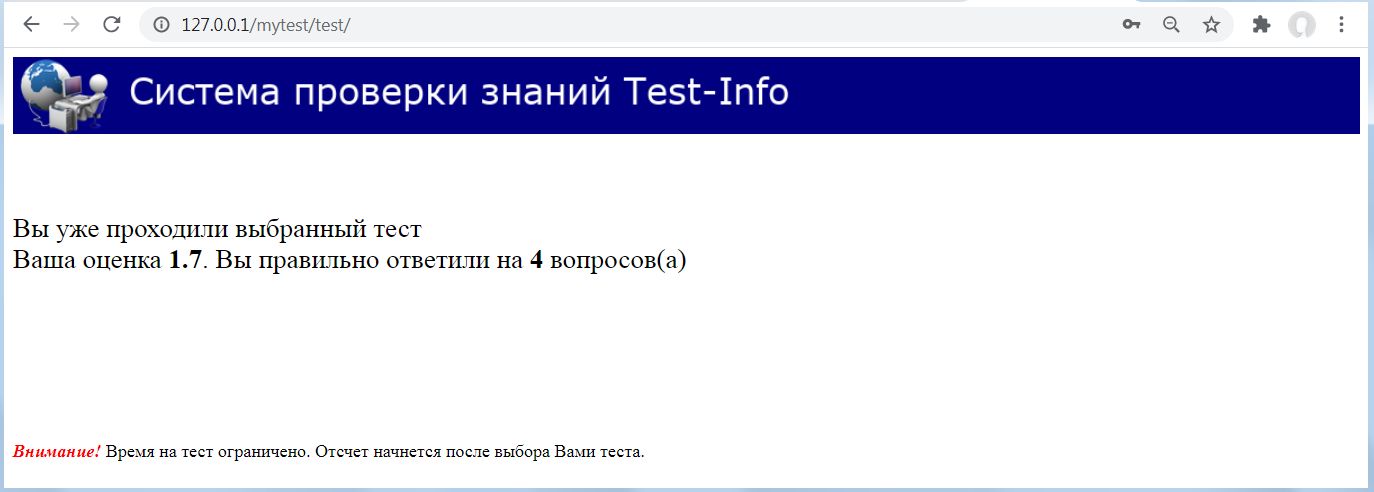 127.0.0.1/mytest/test/
Система проверки знаний Test-Info
Вы уже проходили выбранный тест
Ваша оценка 1.7. Вы правильно ответили на 4 вопросов(а)
Внимание! Время на тест ограничено. Отсчет начнется после выбора Вами теста.